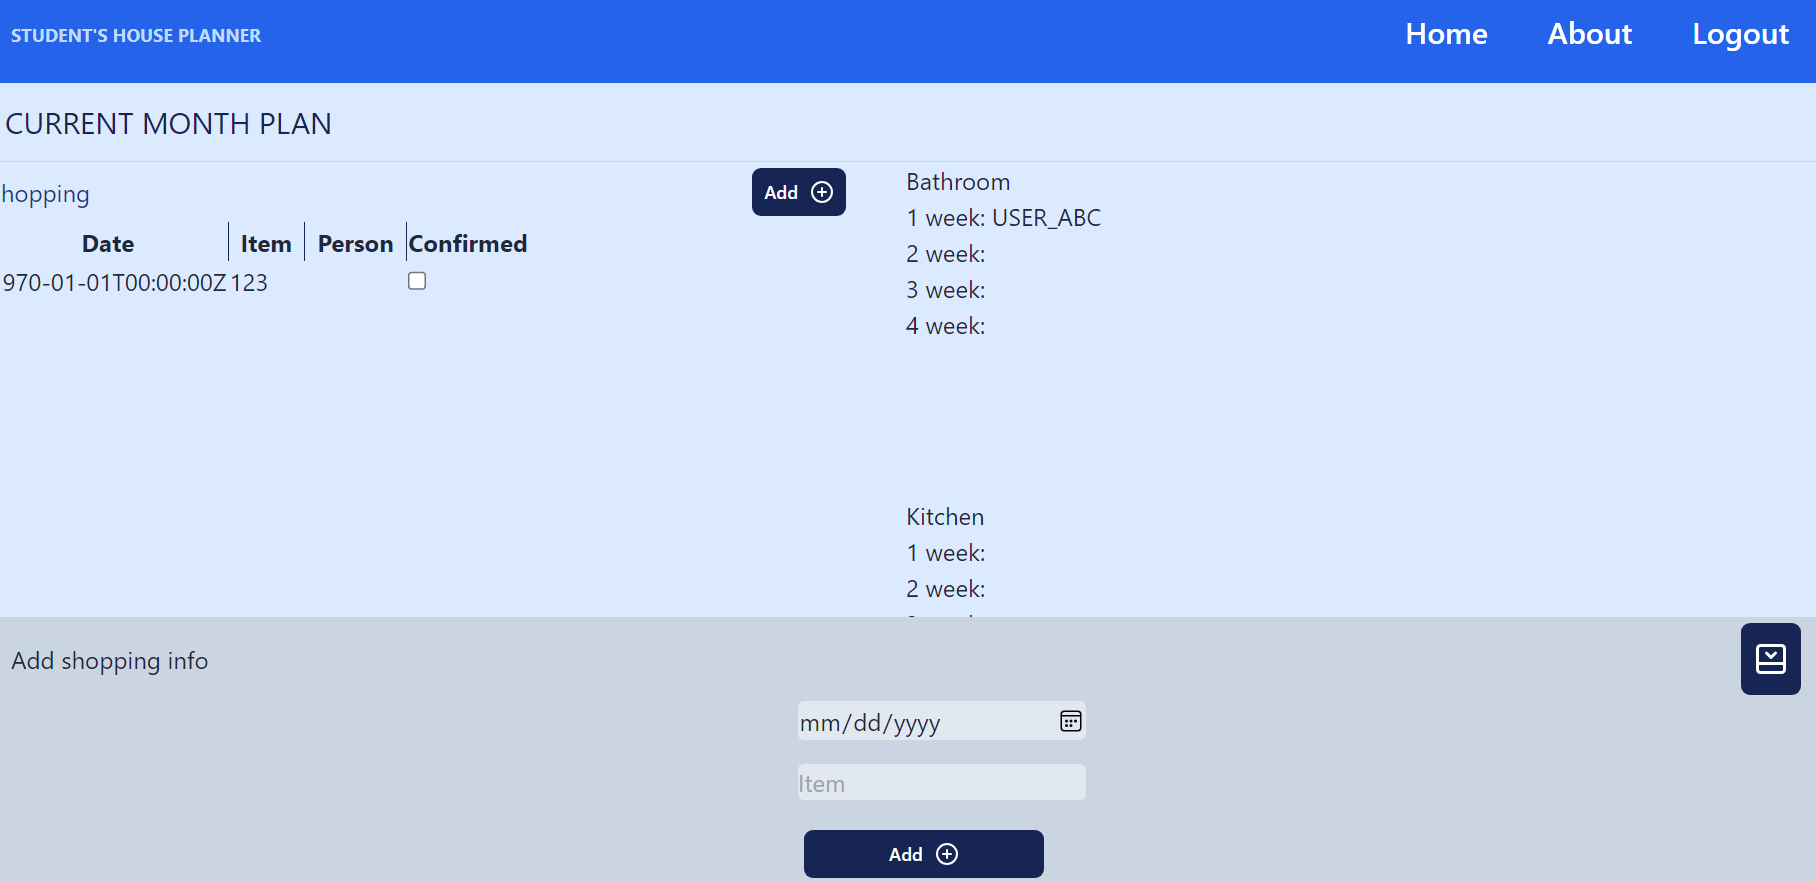 STUDENT'S HOUSE PLANNER
Home About Logout
CURRENT MONTH PLAN
hopping
Add
Date Item Person Confirmed
970-01-01T00:00:00Z 123
Bathroom
1 week: USER_ABC
2 week:
3 week:
4 week:
Kitchen
1 week:
2 week:
Add shopping info
mm/dd/yyyy
Item
Add